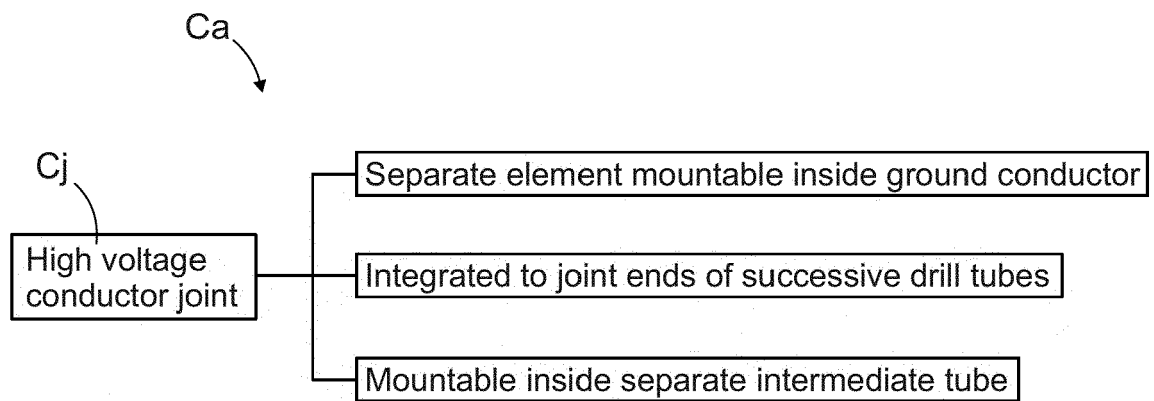 Ca
Cj
Separate element mountable inside ground conductor
High voltage
conductor joint
Integrated to joint ends of successive drill tubes
Mountable inside separate intermediate tube